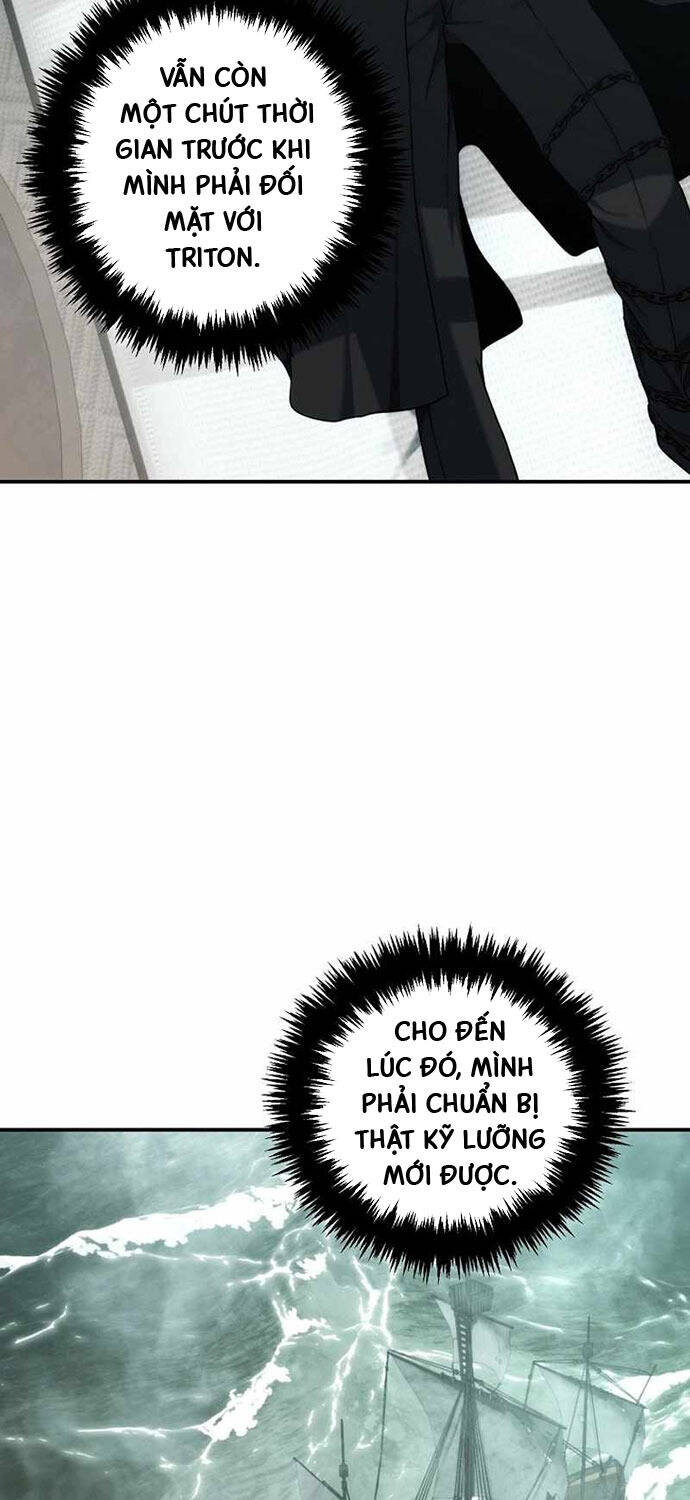 VẪN CÒN
MỘT CHÚT THỜI
GIAN TRƯỚC KHI
MÌNH PHẢI ĐỐI
MẶT VỚI
TRITON.
CHO ĐẾN
LÚC ĐÓ, MÌNH
PHẢI CHUẨN BỊ
THẬT KỸ LƯỠNG
MỚI ĐƯỢC.